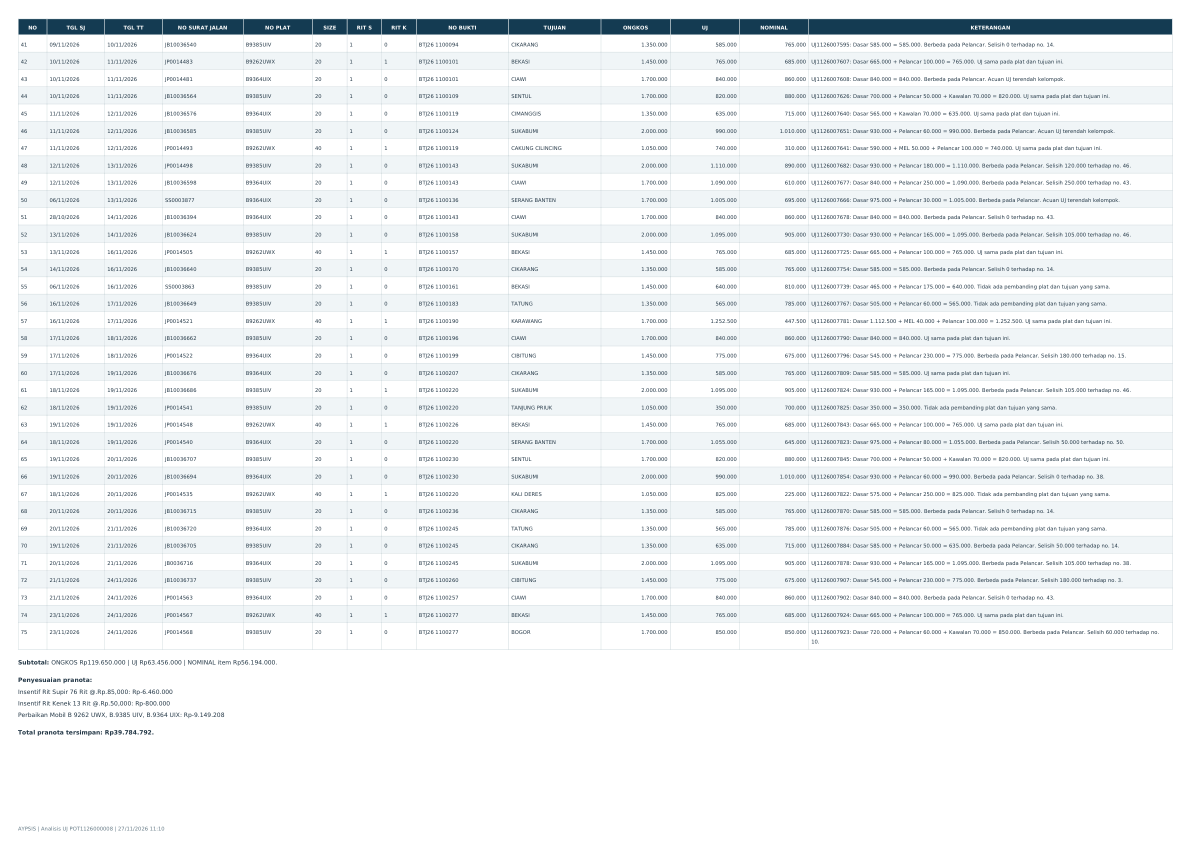 NO TGL SJ TGL TT NO SURAT JALAN NO PLAT SIZE RIT S RIT K NO BUKTI TUJUAN ONGKOS UJ NOMINAL KETERANGAN
41 09/11/2026 10/11/2026 JB10036540 B9385UIV 20 1 0 BTJ26 1100094 CIKARANG 1.350.000 585.000 765.000 UJ1126007595: Dasar 585.000 = 585.000. Berbeda pada Pelancar. Selisih 0 terhadap no. 14.
42 10/11/2026 11/11/2026 JP0014483 B9262UWX 20 1 1 BTJ26 1100101 BEKASI 1.450.000 765.000 685.000 UJ1126007607: Dasar 665.000 + Pelancar 100.000 = 765.000. UJ sama pada plat dan tujuan ini.
43 10/11/2026 11/11/2026 JP0014481 B9364UIX 20 1 0 BTJ26 1100101 CIAWI 1.700.000 840.000 860.000 UJ1126007608: Dasar 840.000 = 840.000. Berbeda pada Pelancar. Acuan UJ terendah kelompok.
44 10/11/2026 11/11/2026 JB10036564 B9385UIV 20 1 0 BTJ26 1100109 SENTUL 1.700.000 820.000 880.000 UJ1126007626: Dasar 700.000 + Pelancar 50.000 + Kawalan 70.000 = 820.000. UJ sama pada plat dan tujuan ini.
45 11/11/2026 12/11/2026 JB10036576 B9364UIX 20 1 0 BTJ26 1100119 CIMANGGIS 1.350.000 635.000 715.000 UJ1126007640: Dasar 565.000 + Kawalan 70.000 = 635.000. UJ sama pada plat dan tujuan ini.
46 11/11/2026 12/11/2026 JB10036585 B9385UIV 20 1 0 BTJ26 1100124 SUKABUMI 2.000.000 990.000 1.010.000 UJ1126007651: Dasar 930.000 + Pelancar 60.000 = 990.000. Berbeda pada Pelancar. Acuan UJ terendah kelompok.
47 11/11/2026 12/11/2026 JP0014493 B9262UWX 40 1 1 BTJ26 1100119 CAKUNG CILINCING 1.050.000 740.000 310.000 UJ1126007641: Dasar 590.000 + MEL 50.000 + Pelancar 100.000 = 740.000. UJ sama pada plat dan tujuan ini.
48 12/11/2026 13/11/2026 JP0014498 B9385UIV 20 1 0 BTJ26 1100143 SUKABUMI 2.000.000 1.110.000 890.000 UJ1126007682: Dasar 930.000 + Pelancar 180.000 = 1.110.000. Berbeda pada Pelancar. Selisih 120.000 terhadap no. 46.
49 12/11/2026 13/11/2026 JB10036598 B9364UIX 20 1 0 BTJ26 1100143 CIAWI 1.700.000 1.090.000 610.000 UJ1126007677: Dasar 840.000 + Pelancar 250.000 = 1.090.000. Berbeda pada Pelancar. Selisih 250.000 terhadap no. 43.
50 06/11/2026 13/11/2026 SS0003877 B9364UIX 20 1 0 BTJ26 1100136 SERANG BANTEN 1.700.000 1.005.000 695.000 UJ1126007666: Dasar 975.000 + Pelancar 30.000 = 1.005.000. Berbeda pada Pelancar. Acuan UJ terendah kelompok.
51 28/10/2026 14/11/2026 JB10036394 B9364UIX 20 1 0 BTJ26 1100143 CIAWI 1.700.000 840.000 860.000 UJ1126007678: Dasar 840.000 = 840.000. Berbeda pada Pelancar. Selisih 0 terhadap no. 43.
52 13/11/2026 14/11/2026 JB10036624 B9385UIV 20 1 0 BTJ26 1100158 SUKABUMI 2.000.000 1.095.000 905.000 UJ1126007730: Dasar 930.000 + Pelancar 165.000 = 1.095.000. Berbeda pada Pelancar. Selisih 105.000 terhadap no. 46.
53 13/11/2026 16/11/2026 JP0014505 B9262UWX 40 1 1 BTJ26 1100157 BEKASI 1.450.000 765.000 685.000 UJ1126007725: Dasar 665.000 + Pelancar 100.000 = 765.000. UJ sama pada plat dan tujuan ini.
54 14/11/2026 16/11/2026 JB10036640 B9385UIV 20 1 0 BTJ26 1100170 CIKARANG 1.350.000 585.000 765.000 UJ1126007754: Dasar 585.000 = 585.000. Berbeda pada Pelancar. Selisih 0 terhadap no. 14.
55 06/11/2026 16/11/2026 SS0003863 B9364UIX 20 1 0 BTJ26 1100161 BEKASI 1.450.000 640.000 810.000 UJ1126007739: Dasar 465.000 + Pelancar 175.000 = 640.000. Tidak ada pembanding plat dan tujuan yang sama.
56 16/11/2026 17/11/2026 JB10036649 B9385UIV 20 1 0 BTJ26 1100183 TATUNG 1.350.000 565.000 785.000 UJ1126007767: Dasar 505.000 + Pelancar 60.000 = 565.000. Tidak ada pembanding plat dan tujuan yang sama.
57 16/11/2026 17/11/2026 JP0014521 B9262UWX 40 1 1 BTJ26 1100190 KARAWANG 1.700.000 1.252.500 447.500 UJ1126007781: Dasar 1.112.500 + MEL 40.000 + Pelancar 100.000 = 1.252.500. UJ sama pada plat dan tujuan ini.
58 17/11/2026 18/11/2026 JB10036662 B9385UIV 20 1 0 BTJ26 1100196 CIAWI 1.700.000 840.000 860.000 UJ1126007790: Dasar 840.000 = 840.000. UJ sama pada plat dan tujuan ini.
59 17/11/2026 18/11/2026 JP0014522 B9364UIX 20 1 0 BTJ26 1100199 CIBITUNG 1.450.000 775.000 675.000 UJ1126007796: Dasar 545.000 + Pelancar 230.000 = 775.000. Berbeda pada Pelancar. Selisih 180.000 terhadap no. 15.
60 17/11/2026 19/11/2026 JB10036676 B9364UIX 20 1 0 BTJ26 1100207 CIKARANG 1.350.000 585.000 765.000 UJ1126007809: Dasar 585.000 = 585.000. UJ sama pada plat dan tujuan ini.
61 18/11/2026 19/11/2026 JB10036686 B9385UIV 20 1 0 BTJ26 1100220 SUKABUMI 2.000.000 1.095.000 905.000 UJ1126007824: Dasar 930.000 + Pelancar 165.000 = 1.095.000. Berbeda pada Pelancar. Selisih 105.000 terhadap no. 46.
62 18/11/2026 19/11/2026 JP0014541 B9385UIV 20 1 0 BTJ26 1100220 TANJUNG PRIUK 1.050.000 350.000 700.000 UJ1126007825: Dasar 350.000 = 350.000. Tidak ada pembanding plat dan tujuan yang sama.
63 19/11/2026 19/11/2026 JP0014548 B9262UWX 40 1 1 BTJ26 1100226 BEKASI 1.450.000 765.000 685.000 UJ1126007843: Dasar 665.000 + Pelancar 100.000 = 765.000. UJ sama pada plat dan tujuan ini.
64 18/11/2026 19/11/2026 JP0014540 B9364UIX 20 1 0 BTJ26 1100220 SERANG BANTEN 1.700.000 1.055.000 645.000 UJ1126007823: Dasar 975.000 + Pelancar 80.000 = 1.055.000. Berbeda pada Pelancar. Selisih 50.000 terhadap no. 50.
65 19/11/2026 20/11/2026 JB10036707 B9385UIV 20 1 0 BTJ26 1100230 SENTUL 1.700.000 820.000 880.000 UJ1126007845: Dasar 700.000 + Pelancar 50.000 + Kawalan 70.000 = 820.000. UJ sama pada plat dan tujuan ini.
66 19/11/2026 20/11/2026 JB10036694 B9364UIX 20 1 0 BTJ26 1100230 SUKABUMI 2.000.000 990.000 1.010.000 UJ1126007854: Dasar 930.000 + Pelancar 60.000 = 990.000. Berbeda pada Pelancar. Selisih 0 terhadap no. 38.
67 18/11/2026 20/11/2026 JP0014535 B9262UWX 40 1 1 BTJ26 1100220 KALI DERES 1.050.000 825.000 225.000 UJ1126007822: Dasar 575.000 + Pelancar 250.000 = 825.000. Tidak ada pembanding plat dan tujuan yang sama.
68 20/11/2026 20/11/2026 JB10036715 B9385UIV 20 1 0 BTJ26 1100236 CIKARANG 1.350.000 585.000 765.000 UJ1126007870: Dasar 585.000 = 585.000. Berbeda pada Pelancar. Selisih 0 terhadap no. 14.
69 20/11/2026 21/11/2026 JB10036720 B9364UIX 20 1 0 BTJ26 1100245 TATUNG 1.350.000 565.000 785.000 UJ1126007876: Dasar 505.000 + Pelancar 60.000 = 565.000. Tidak ada pembanding plat dan tujuan yang sama.
70 19/11/2026 21/11/2026 JB10036705 B9385UIV 20 1 0 BTJ26 1100245 CIKARANG 1.350.000 635.000 715.000 UJ1126007884: Dasar 585.000 + Pelancar 50.000 = 635.000. Berbeda pada Pelancar. Selisih 50.000 terhadap no. 14.
71 20/11/2026 21/11/2026 JB0036716 B9364UIX 20 1 0 BTJ26 1100245 SUKABUMI 2.000.000 1.095.000 905.000 UJ1126007878: Dasar 930.000 + Pelancar 165.000 = 1.095.000. Berbeda pada Pelancar. Selisih 105.000 terhadap no. 38.
72 21/11/2026 24/11/2026 JB10036737 B9385UIV 20 1 0 BTJ26 1100260 CIBITUNG 1.450.000 775.000 675.000 UJ1126007907: Dasar 545.000 + Pelancar 230.000 = 775.000. Berbeda pada Pelancar. Selisih 180.000 terhadap no. 3.
73 21/11/2026 24/11/2026 JP0014563 B9364UIX 20 1 0 BTJ26 1100257 CIAWI 1.700.000 840.000 860.000 UJ1126007902: Dasar 840.000 = 840.000. Berbeda pada Pelancar. Selisih 0 terhadap no. 43.
74 23/11/2026 24/11/2026 JP0014567 B9262UWX 40 1 1 BTJ26 1100277 BEKASI 1.450.000 765.000 685.000 UJ1126007924: Dasar 665.000 + Pelancar 100.000 = 765.000. UJ sama pada plat dan tujuan ini.
75 23/11/2026 24/11/2026 JP0014568 B9385UIV 20 1 0 BTJ26 1100277 BOGOR 1.700.000 850.000 850.000 UJ1126007923: Dasar 720.000 + Pelancar 60.000 + Kawalan 70.000 = 850.000. Berbeda pada Pelancar. Selisih 60.000 terhadap no.
10.
Subtotal: ONGKOS Rp119.650.000 | UJ Rp63.456.000 | NOMINAL item Rp56.194.000.
Penyesuaian pranota:
Insentif Rit Supir 76 Rit @.Rp.85,000: Rp-6.460.000
Insentif Rit Kenek 13 Rit @.Rp.50,000: Rp-800.000
Perbaikan Mobil B 9262 UWX, B.9385 UIV, B.9364 UIX: Rp-9.149.208
Total pranota tersimpan: Rp39.784.792.
AYPSIS | Analisis UJ POT1126000008 | 27/11/2026 11:10